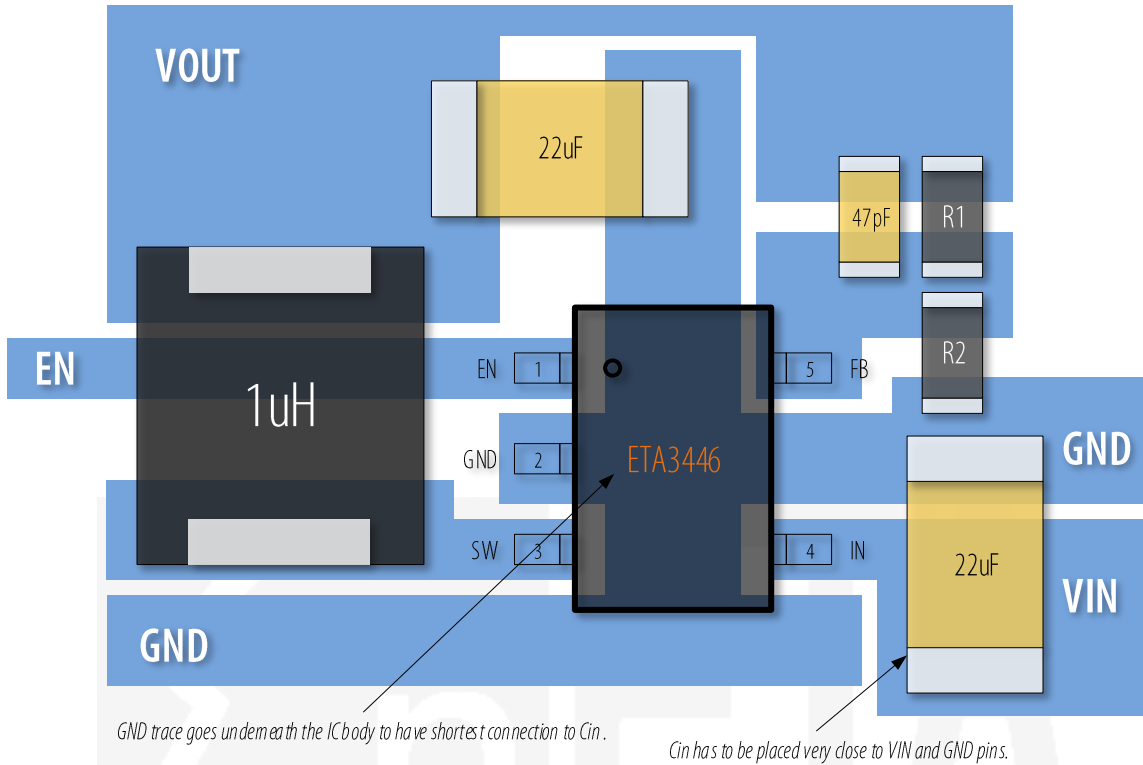 VOUT
22uF
47pF
R1
R2
EN
1uH
EN
1
5
FB
GND
2
ETA3446
GND
SW
3
4
IN
22uF
VIN
GND
GND trace goes underneath the IC body to have shortest connection to Cin.
Cin has to be placed very close to VIN and GND pins.